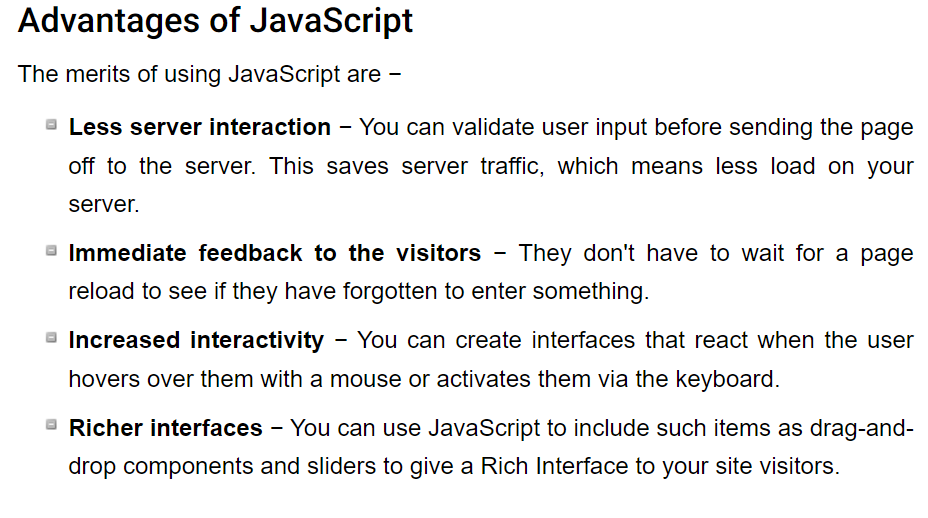 Advantages of JavaScript
The merits of using JavaScript are −
Less server interaction − You can validate user input before sending the page
off to the server. This saves server traffic, which means less load on your
server.
Immediate feedback to the visitors − They don't have to wait for a page
reload to see if they have forgotten to enter something.
Increased interactivity − You can create interfaces that react when the user
hovers over them with a mouse or activates them via the keyboard.
Richer interfaces − You can use JavaScript to include such items as drag-and-
drop components and sliders to give a Rich Interface to your site visitors.